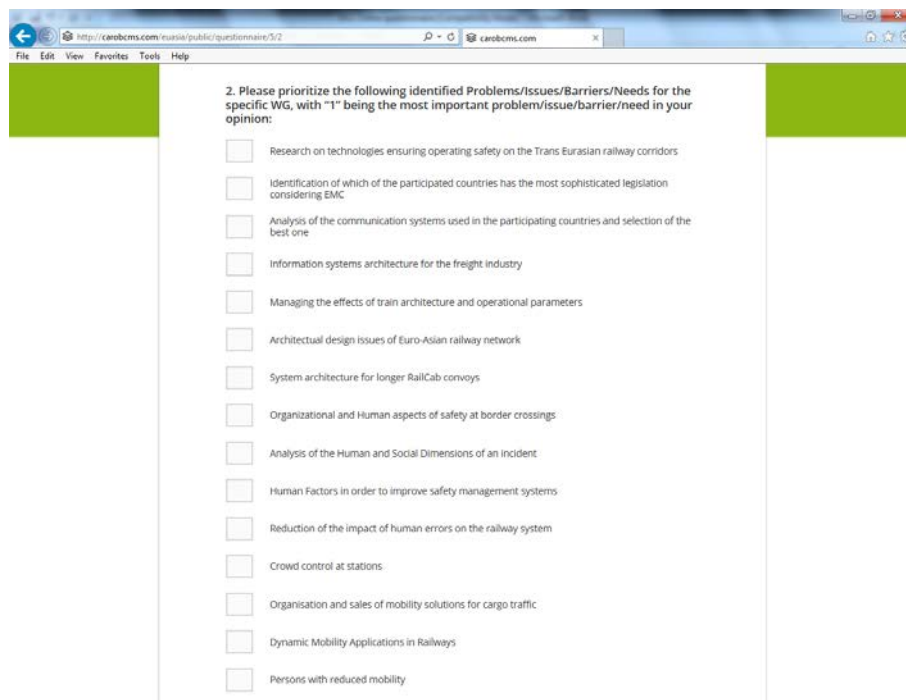 http://carobcms.com/euasia/public/questionnaire/5/2
carobcms.com
File Edit View Favorites Tools Help
2. Please prioritize the following identified Problems/Issues/Barriers/Needs for the
specific WG, with "1" being the most important problem/issue/barrier/need in your
opinion:
Research on technologies ensuring operating safety on the Trans Eurasian railway corridors
Identification of which of the participated countries has the most sophisticated legislation
considering EMC
Analysis of the communication systems used in the participating countries and selection of the
best one
Information systems architecture for the freight industry
Managing the effects of train architecture and operational parameters
Architectual design issues of Euro-Asian railway network
System architecture for longer RailCab convoys
Organizational and Human aspects of safety at border crossings
Analysis of the Human and Social Dimensions of an incident
Human Factors in order to improve safety management systems
Reduction of the impact of human errors on the railway system
Crowd control at stations
Organisation and sales of mobility solutions for cargo traffic
Dynamic Mobility Applications in Railways
Persons with reduced mobility